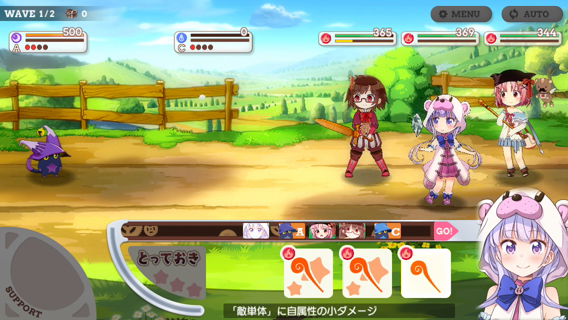 WAVE 1/2 0
MENU
AUTO
500
A
0
C
365
369
344
A
C
GO!
とっておき
SUPPORT
「敵単体」に自属性の小ダメージ